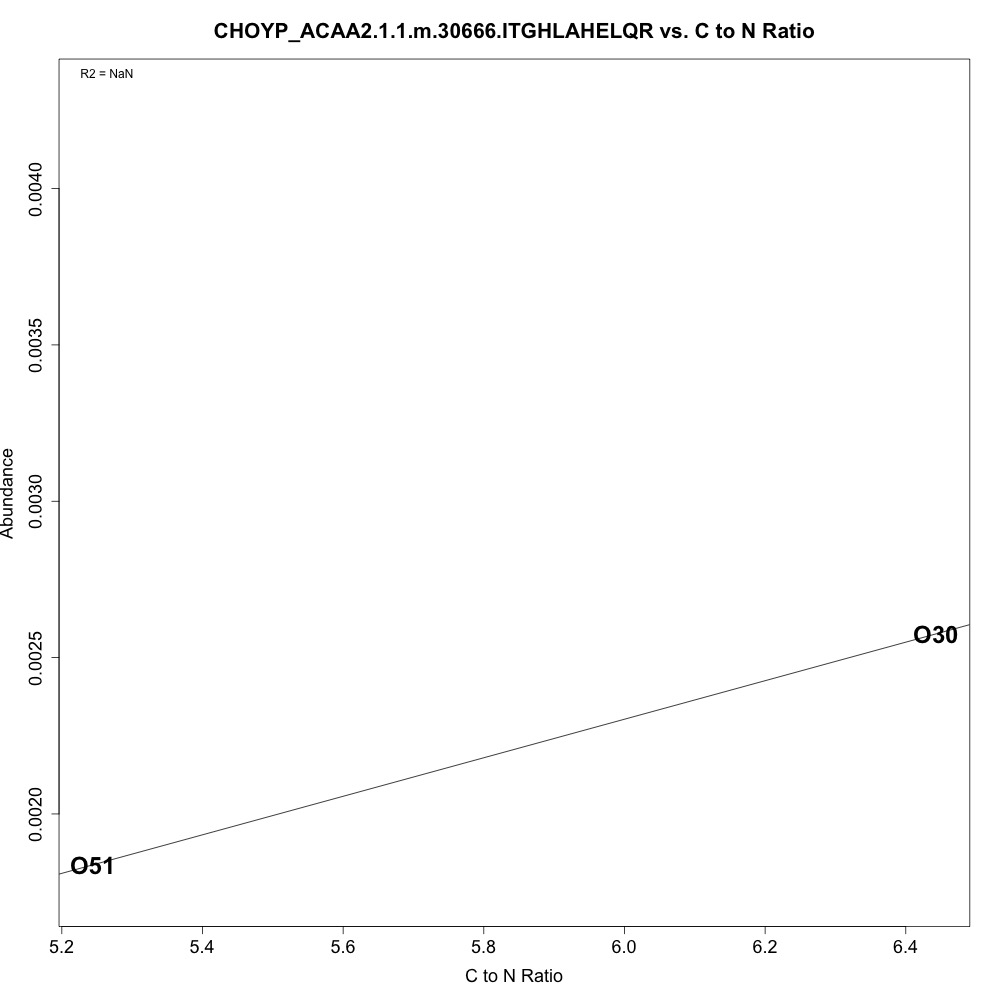 CHOYP_ACAA2.1.1.m.30666.ITGHLAHELQR vs. C to N Ratio
R2 = NaN
0.0040
0.0035
0.0030
0.0025
0.0020
Abundance
O30
O51
5.2 5.4 5.6 5.8 6.0 6.2 6.4
C to N Ratio